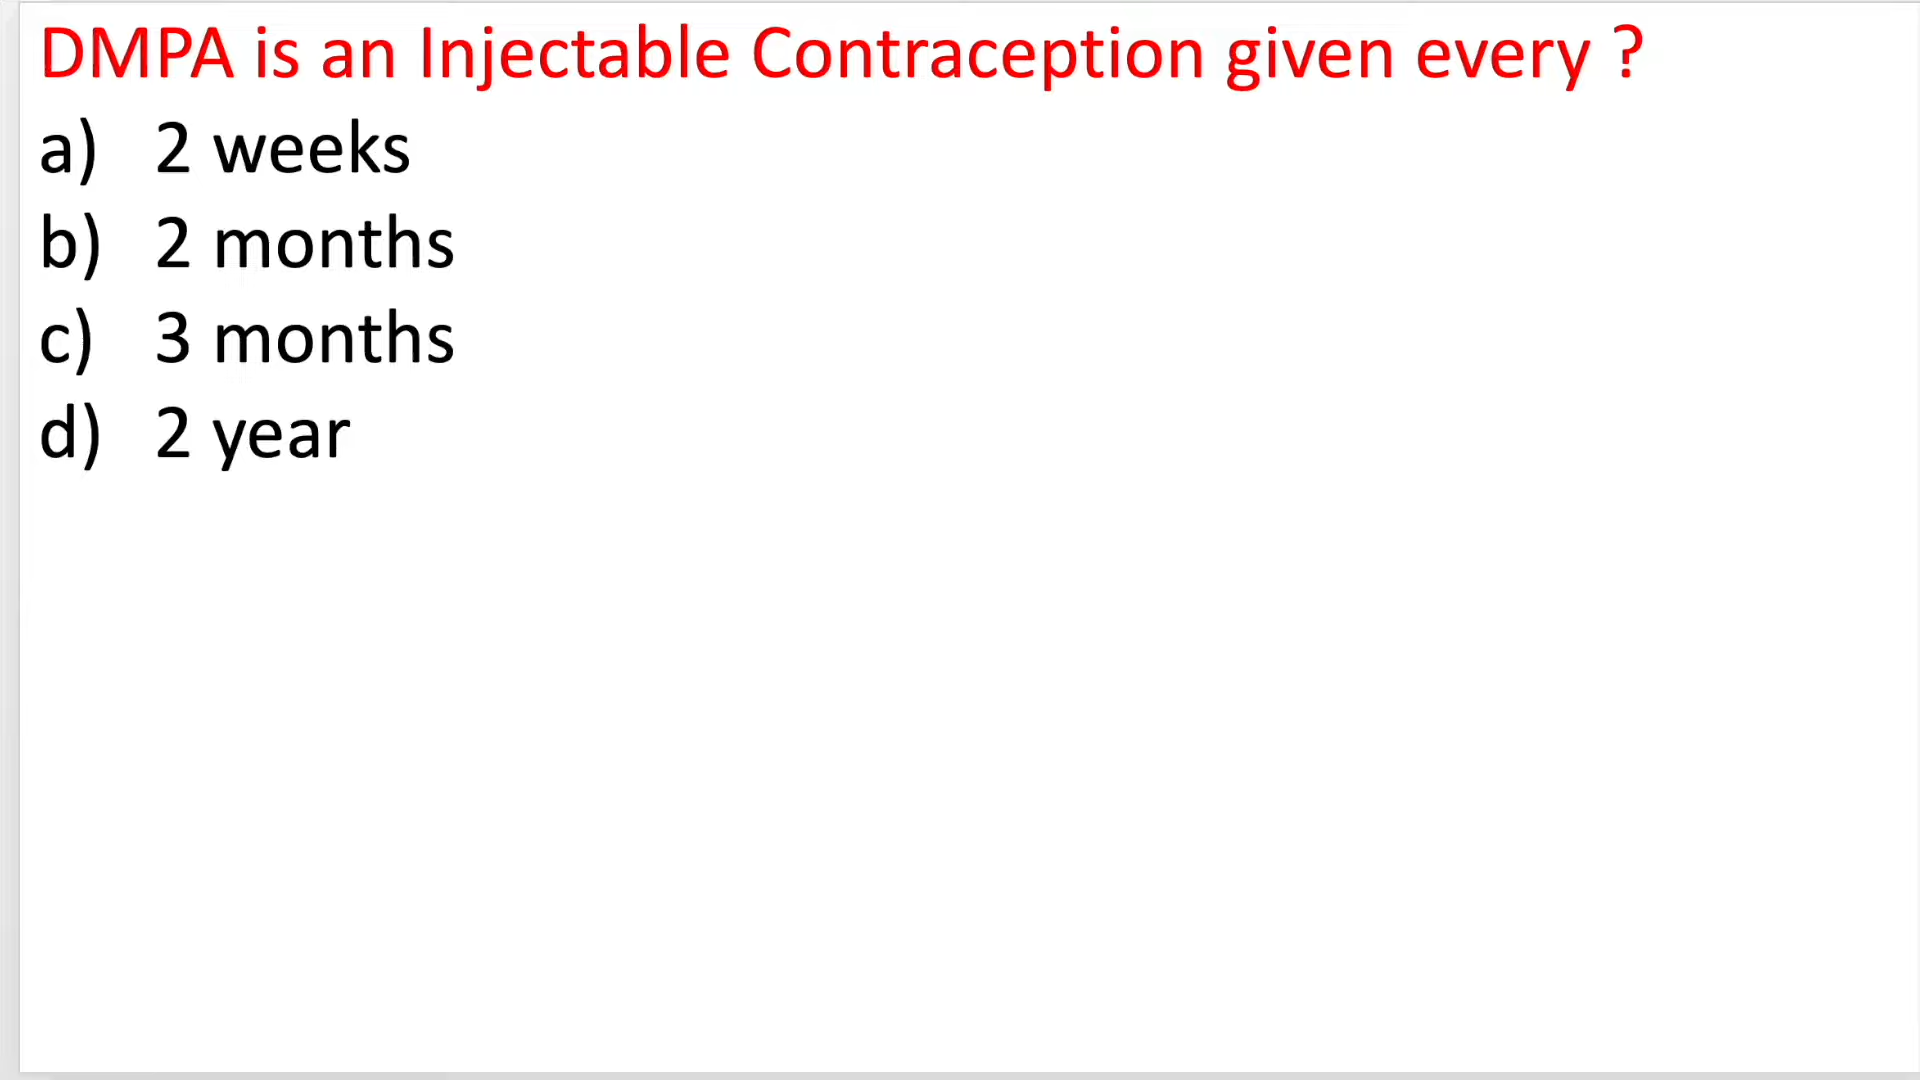 DMPA is an Injectable Contraception given every ?
a) 2 weeks
b) 2 months
c) 3 months
d) 2 year